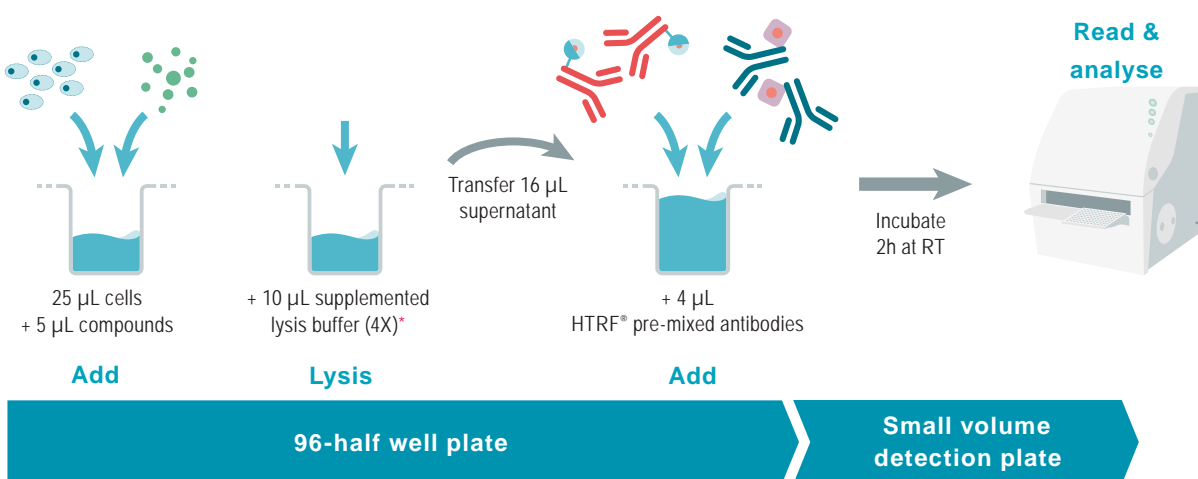 25 µL cells
+ 5 µL compounds
Add
+ 10 µL supplemented
lysis buffer (4X)*
Lysis
Transfer 16 µL
supernatant
+ 4 µL
HTRF® pre-mixed antibodies
Add
Incubate
2h at RT
Read &
analyse
96-half well plate
Small volume
detection plate